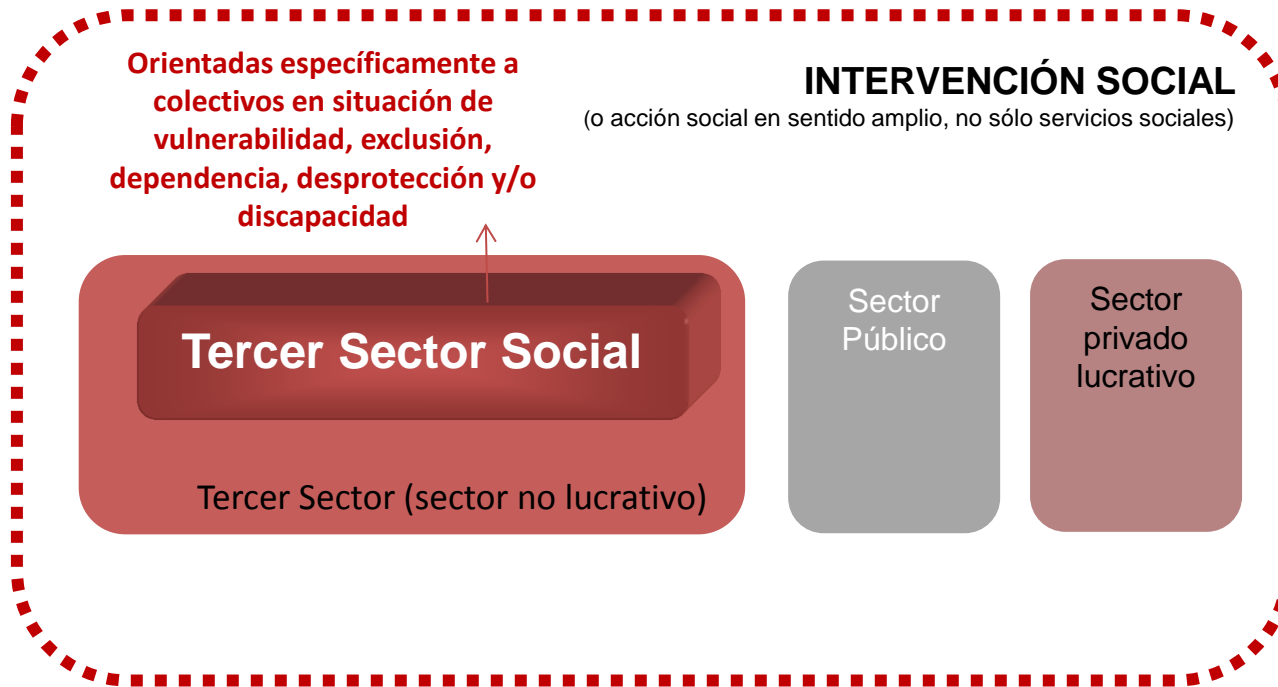 Orientadas específicamente a
colectivos en situación de
vulnerabilidad, exclusión,
dependencia, desprotección y/o
discapacidad
INTERVENCIÓN SOCIAL
(o acción social en sentido amplio, no sólo servicios sociales)
Tercer Sector Social
Tercer Sector (sector no lucrativo)
Sector
Público
Sector
privado
lucrativo